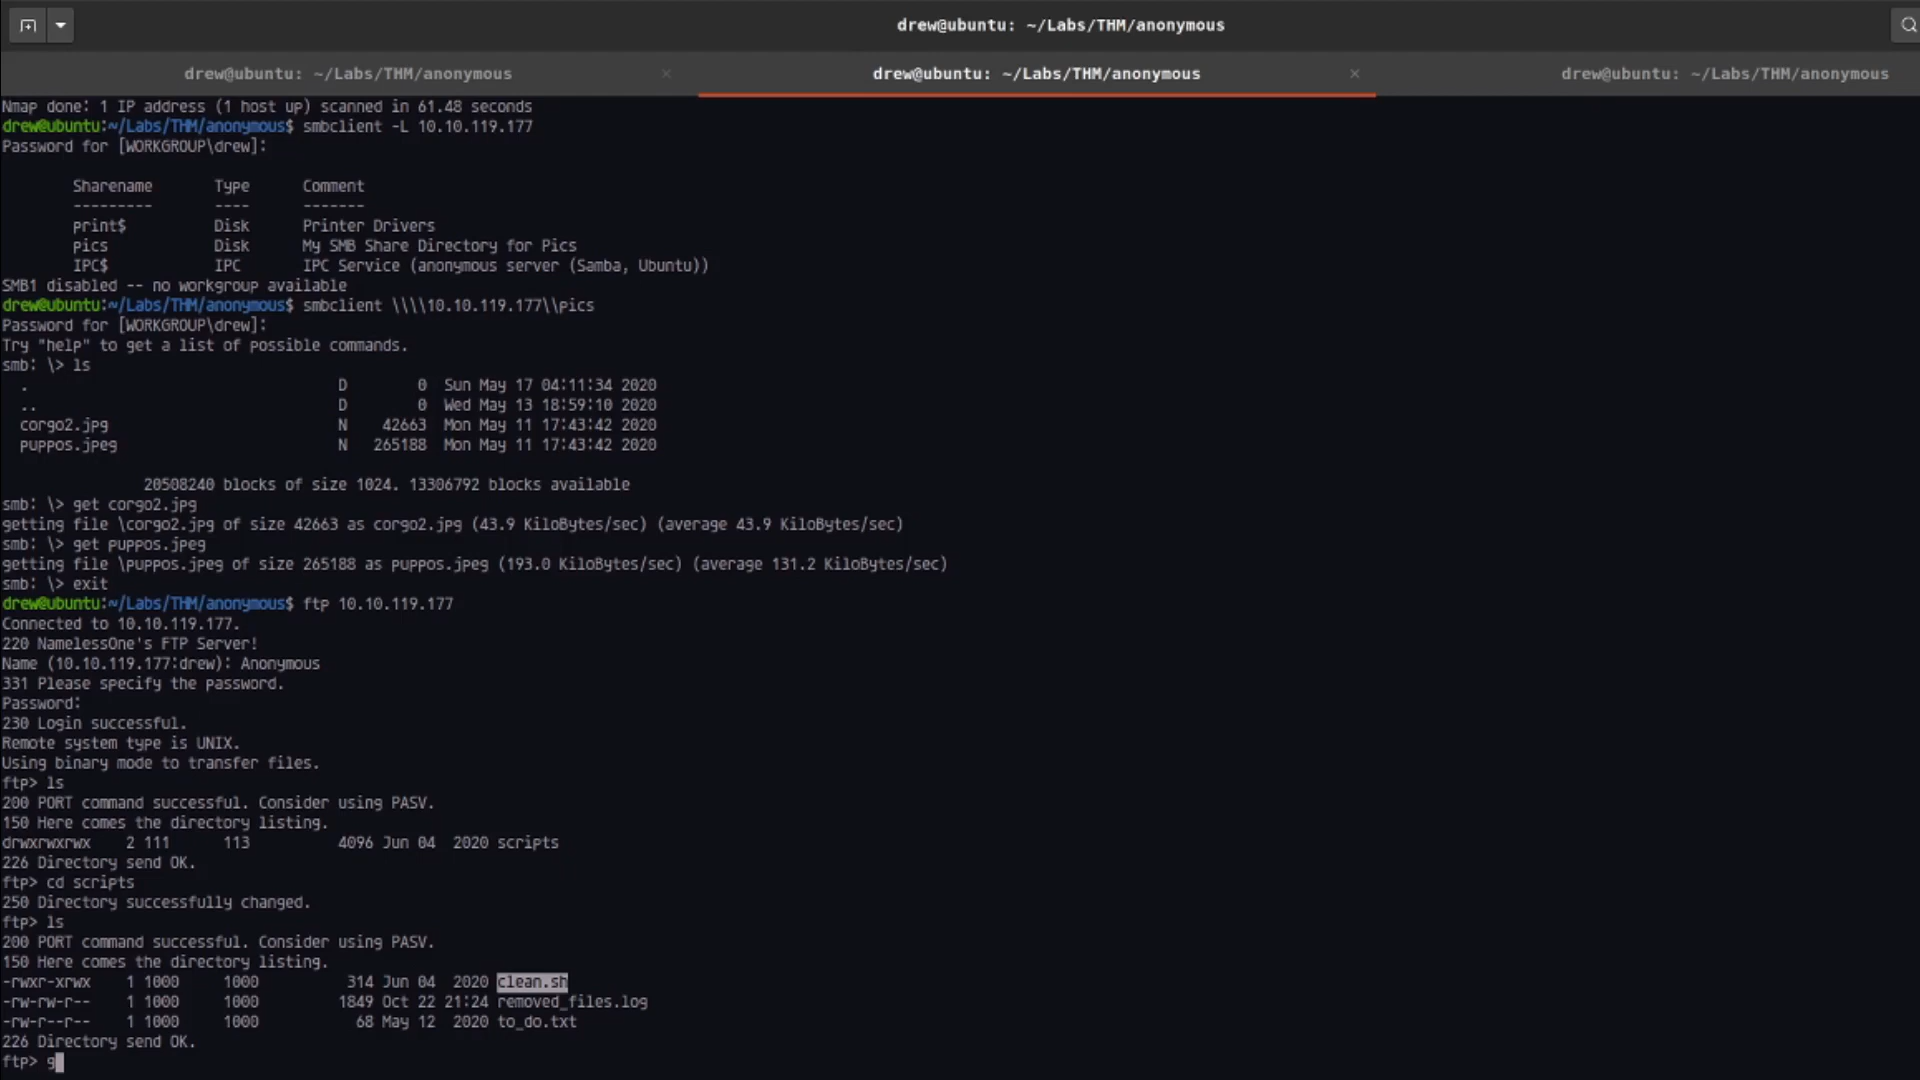 drew@ubuntu: ~/Labs/THM/anonymous
drew@ubuntu: ~/Labs/THM/anonymous × drew@ubuntu: ~/Labs/THM/anonymous × drew@ubuntu: ~/Labs/THM/anonymous
Nmap done: 1 IP address (1 host up) scanned in 61.48 seconds
drew@ubuntu:~/Labs/THM/anonymous$ smbclient -L 10.10.119.177
Password for [WORKGROUP\drew]:
Sharename Type Comment
--------- ---- -------
print$ Disk Printer Drivers
pics Disk My SMB Share Directory for Pics
IPC$ IPC IPC Service (anonymous server (Samba, Ubuntu))
SMB1 disabled -- no workgroup available
drew@ubuntu:~/Labs/THM/anonymous$ smbclient \\\\10.10.119.177\\pics
Password for [WORKGROUP\drew]:
Try "help" to get a list of possible commands.
smb: \> ls
. D 0 Sun May 17 04:11:34 2020
.. D 0 Wed May 13 18:59:10 2020
corgo2.jpg N 42663 Mon May 11 17:43:42 2020
puppos.jpeg N 265188 Mon May 11 17:43:42 2020
20508240 blocks of size 1024. 13306792 blocks available
smb: \> get corgo2.jpg
getting file \corgo2.jpg of size 42663 as corgo2.jpg (43.9 KiloBytes/sec) (average 43.9 KiloBytes/sec)
smb: \> get puppos.jpeg
getting file \puppos.jpeg of size 265188 as puppos.jpeg (193.0 KiloBytes/sec) (average 131.2 KiloBytes/sec)
smb: \> exit
drew@ubuntu:~/Labs/THM/anonymous$ ftp 10.10.119.177
Connected to 10.10.119.177.
220 NamelessOne's FTP Server!
Name (10.10.119.177:drew): Anonymous
331 Please specify the password.
Password:
230 Login successful.
Remote system type is UNIX.
Using binary mode to transfer files.
ftp> ls
200 PORT command successful. Consider using PASV.
150 Here comes the directory listing.
drwxrwxrwx 2 111 113 4096 Jun 04 2020 scripts
226 Directory send OK.
ftp> cd scripts
250 Directory successfully changed.
ftp> ls
200 PORT command successful. Consider using PASV.
150 Here comes the directory listing.
-rwxr-xrwx 1 1000 1000 314 Jun 04 2020 clean.sh
-rw-rw-r-- 1 1000 1000 1849 Oct 22 21:24 removed_files.log
-rw-r--r-- 1 1000 1000 68 May 12 2020 to_do.txt
226 Directory send OK.
ftp> g